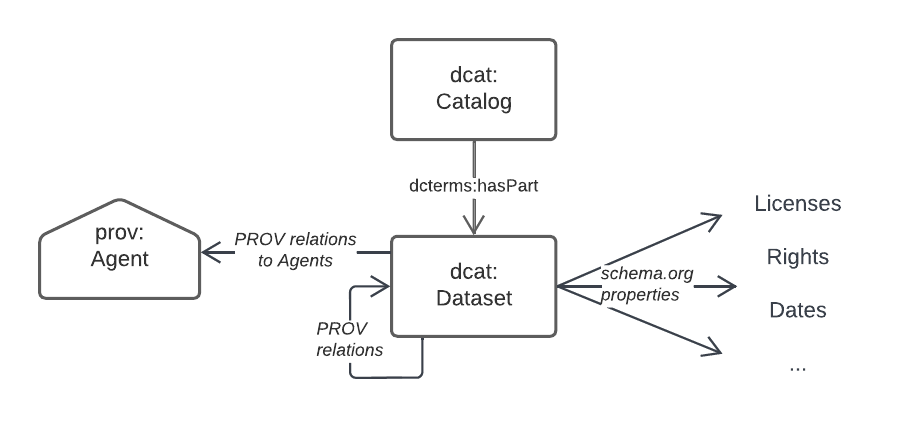 dcat:
Catalog
dcterms:hasPart
prov:
Agent
PROV relations
to Agents
dcat:
Dataset
PROV
relations
schema.org
properties
Licenses
Rights
Dates
...